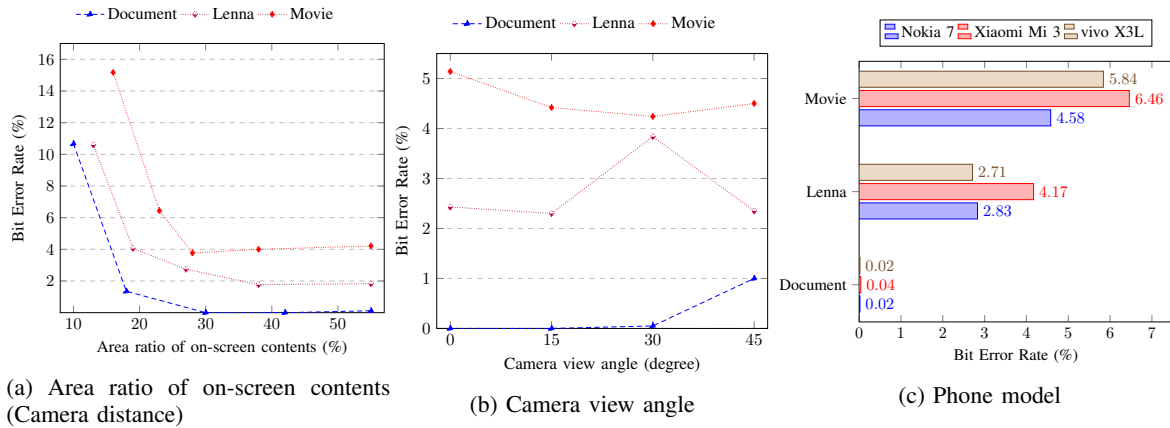 Document Lenna Movie
16
14
12
10
8
6
4
2
Bit Error Rate (%)
10 20 30 40 50
Area ratio of on-screen contents (%)
(a) Area ratio of on-screen contents
(Camera distance)
Document Lenna Movie
5
4
3
2
1
0
Bit Error Rate (%)
0 15 30 45
Camera view angle (degree)
(b) Camera view angle
Nokia 7 Xiaomi Mi 3 vivo X3L
Movie
5.84
6.46
4.58
Lenna
2.71
4.17
2.83
Document
0.02
0.04
0.02
0 1 2 3 4 5 6 7
Bit Error Rate (%)
(c) Phone model